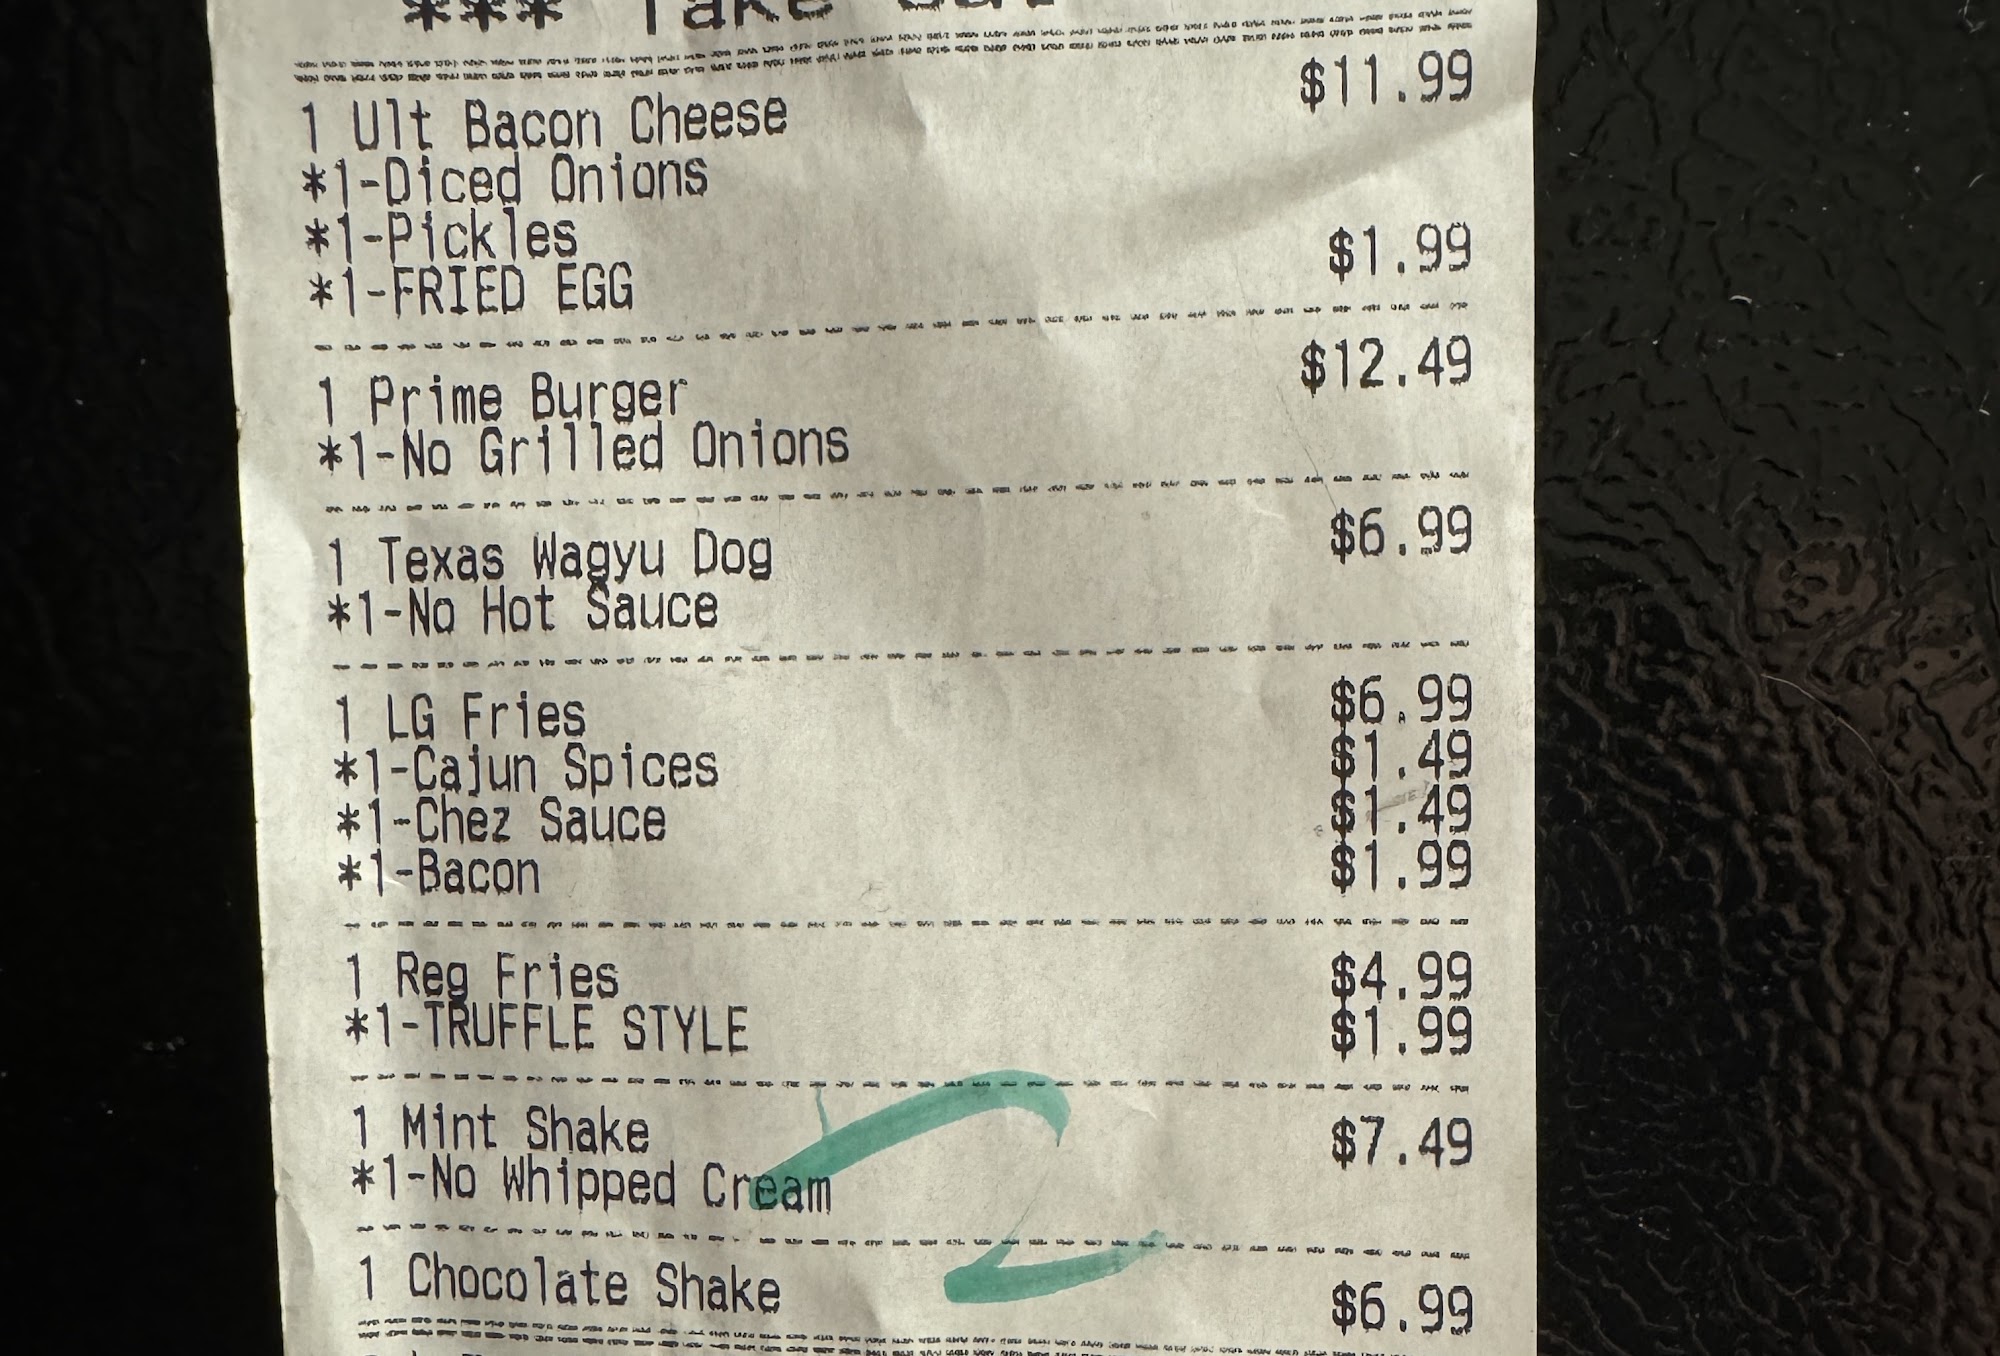 *** Take Out
1 Ult Bacon Cheese $11.99
*1-Diced Onions
*1-Pickles
*1-FRIED EGG $1.99
1 Prime Burger $12.49
*1-No Grilled Onions
1 Texas Wagyu Dog $6.99
*1-No Hot Sauce
1 LG Fries $6.99
*1-Cajun Spices $1.49
*1-Chez Sauce $1.49
*1-Bacon $1.99
1 Reg Fries $4.99
*1-TRUFFLE STYLE $1.99
1 Mint Shake $7.49
*1-No Whipped Cream
1 Chocolate Shake $6.99